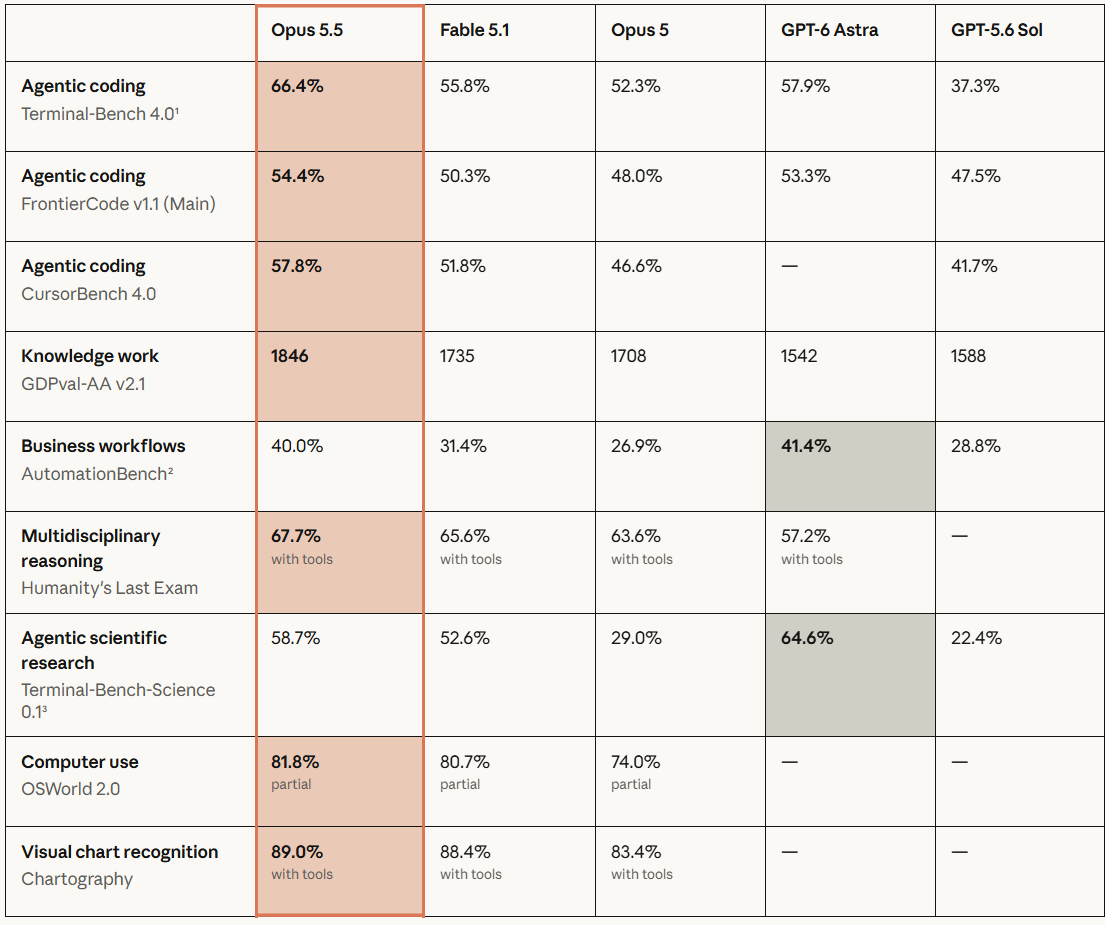 Opus 5.5 Fable 5.1 Opus 5 GPT-6 Astra GPT-5.6 Sol
Agentic coding 66.4% 55.8% 52.3% 57.9% 37.3%
Terminal-Bench 4.0¹
Agentic coding 54.4% 50.3% 48.0% 53.3% 47.5%
FrontierCode v1.1 (Main)
Agentic coding 57.8% 51.8% 46.6% — 41.7%
CursorBench 4.0
Knowledge work 1846 1735 1708 1542 1588
GDPval-AA v2.1
Business workflows 40.0% 31.4% 26.9% 41.4% 28.8%
AutomationBench²
Multidisciplinary 67.7% 65.6% 63.6% 57.2% —
reasoning with tools with tools with tools with tools
Humanity's Last Exam
Agentic scientific 58.7% 52.6% 29.0% 64.6% 22.4%
research
Terminal-Bench-Science
0.1³
Computer use 81.8% 80.7% 74.0% — —
OSWorld 2.0 partial partial partial
Visual chart recognition 89.0% 88.4% 83.4% — —
Chartography with tools with tools with tools